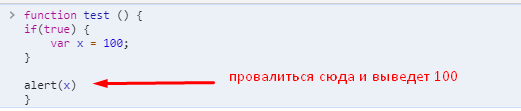 > function test () {
if(true) {
var x = 100;
}
alert(x)
провалиться сюда и выведет 100
}